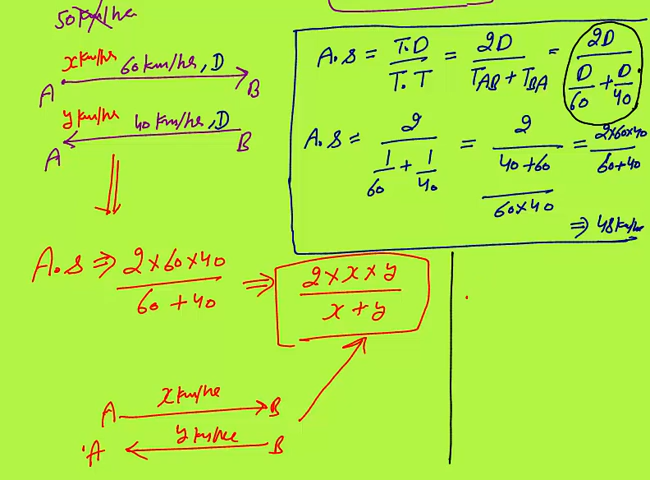 50km/hr
x km/hr
60 km/hr, D
A B
y km/hr
40 km/hr, D
A B
A.S = T.D / T.T = 2D / T_AB + T_BA = 2D / D/60 + D/40
A.S = 2 / 1/60 + 1/40 = 2 / 40+60 / 60×40 = 2×60×40 / 60+40
⇒ 48 km/hr
A.S ⇒ 2×60×40 / 60+40 ⇒ 2×x×y / x+y
x km/hr
A B
y km/hr
A B